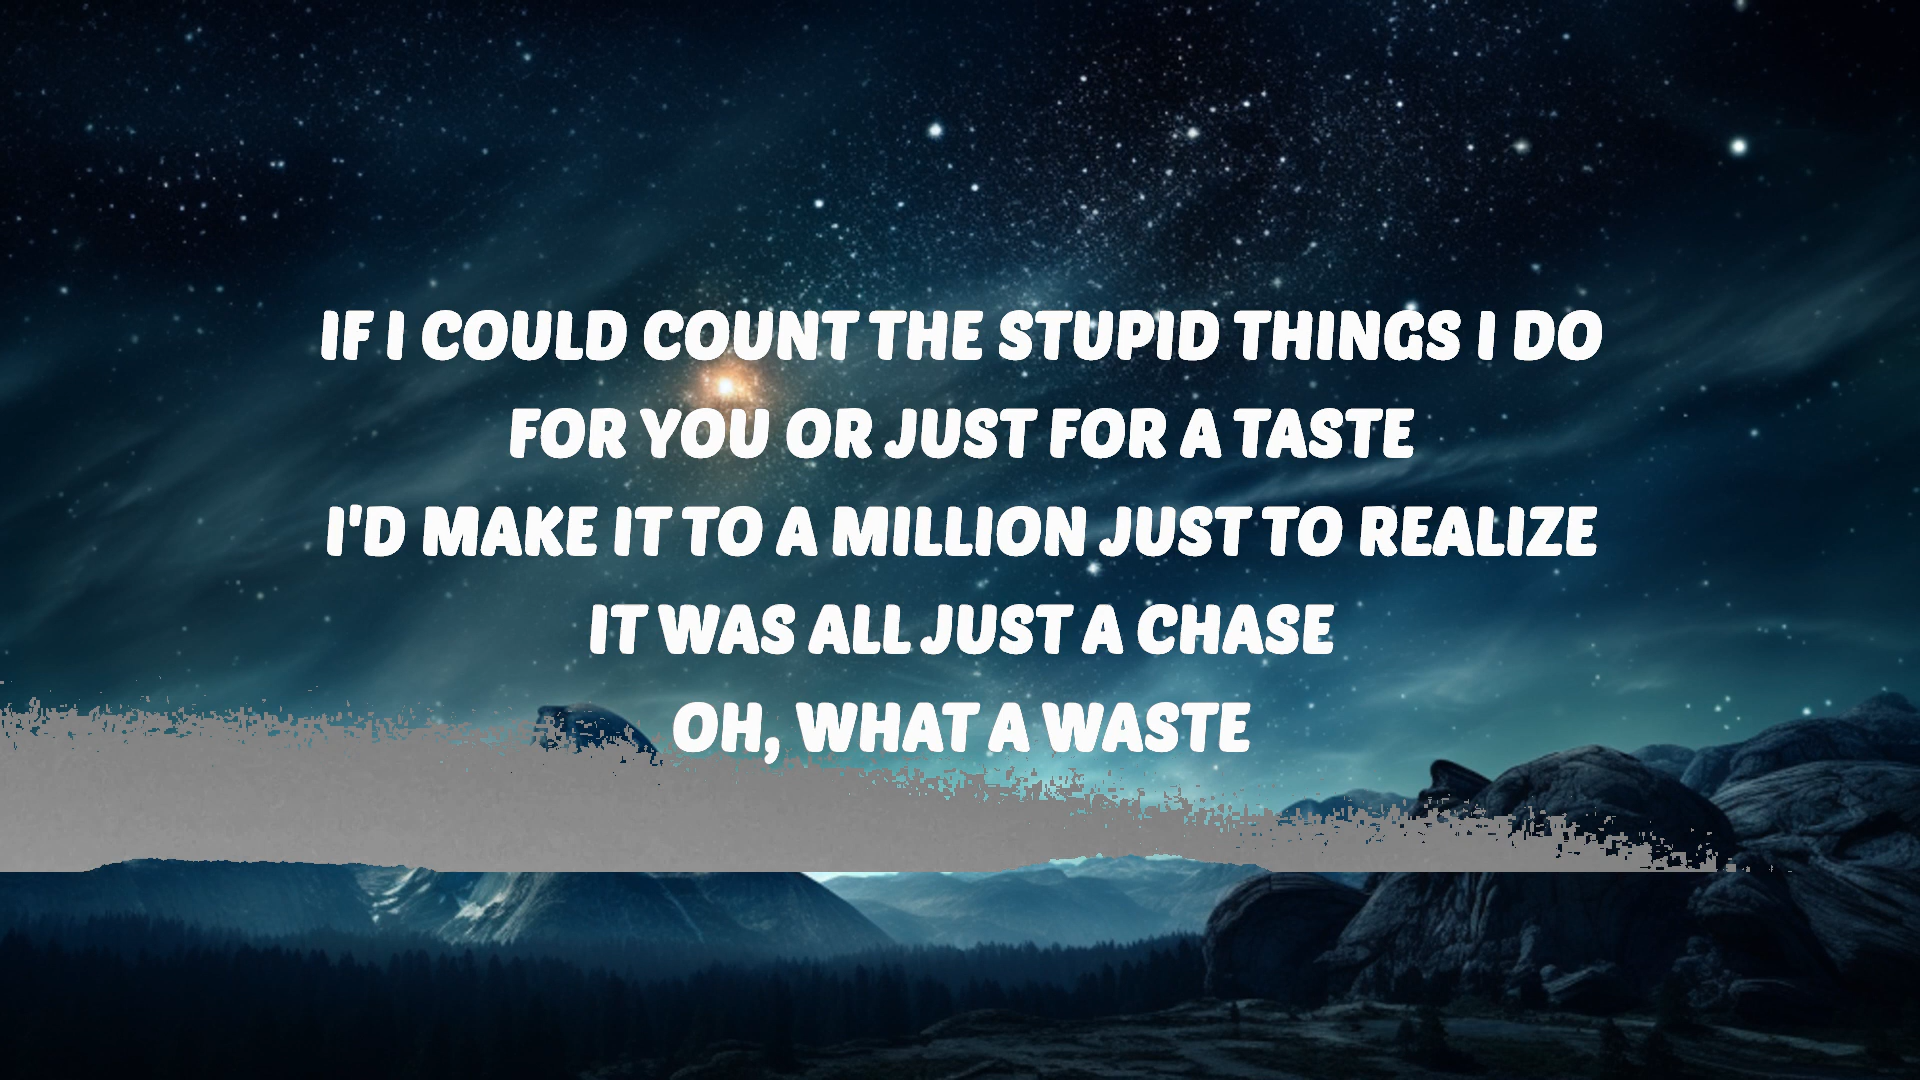 IF I COULD COUNT THE STUPID THINGS I DO
FOR YOU OR JUST FOR A TASTE
I'D MAKE IT TO A MILLION JUST TO REALIZE
IT WAS ALL JUST A CHASE
OH, WHAT A WASTE